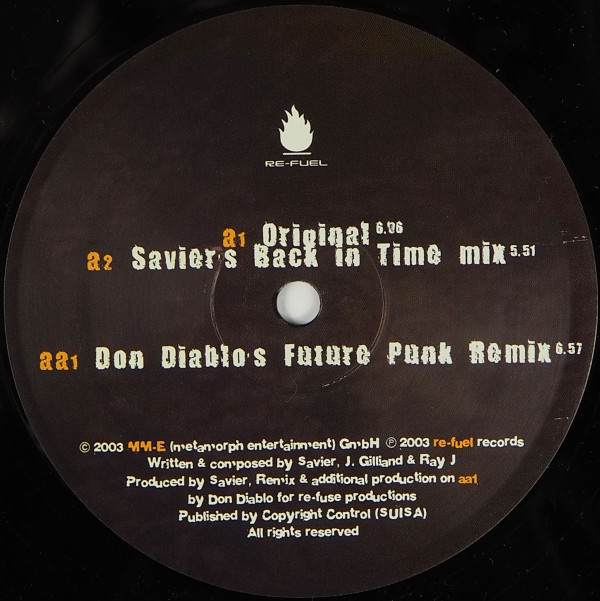 RE-FUEL
a1 Original 6.06
a2 Savier's Back in Time mix 5.51
aa1 Don Diablo's Future Punk Remix 6.57
© 2003 MM-E (metamorph entertainment) GmbH ℗ 2003 re-fuel records
Written & composed by Savier, J. Gilliand & Ray J
Produced by Savier, Remix & additional production on aa1
by Don Diablo for re-fuse productions
Published by Copyright Control (SUISA)
All rights reserved